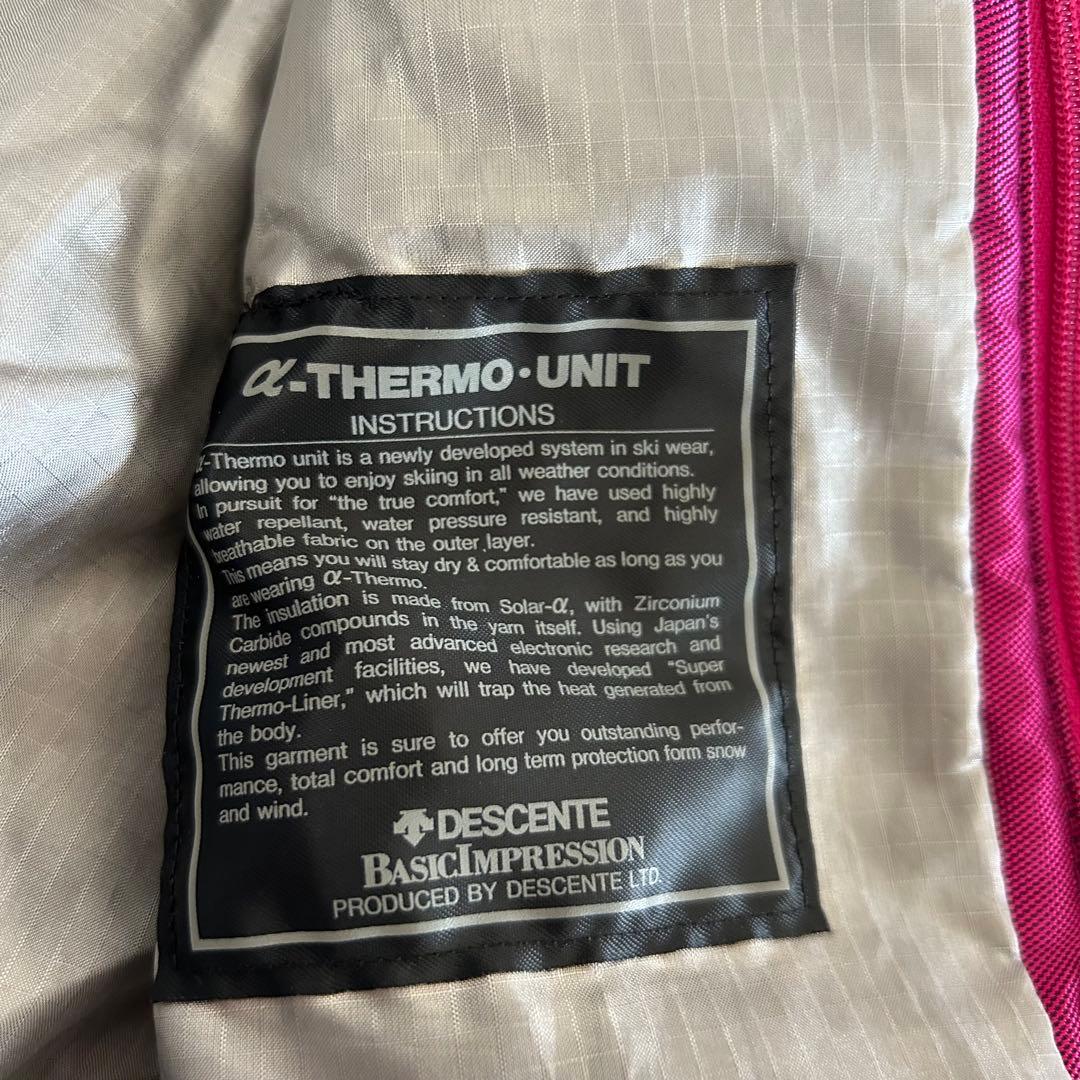 α-THERMO·UNIT
INSTRUCTIONS
α-Thermo unit is a newly developed system in ski wear,
allowing you to enjoy skiing in all weather conditions.
In pursuit for "the true comfort," we have used highly
water repellant, water pressure resistant, and highly
breathable fabric on the outer layer.
This means you will stay dry & comfortable as long as you
are wearing α-Thermo.
The insulation is made from Solar-α, with Zirconium
Carbide compounds in the yarn itself. Using Japan's
newest and most advanced electronic research and
development facilities, we have developed "Super
Thermo-Liner," which will trap the heat generated from
the body.
This garment is sure to offer you outstanding perfor-
mance, total comfort and long term protection form snow
and wind.
DESCENTE
BASICIMPRESSION
PRODUCED BY DESCENTE LTD